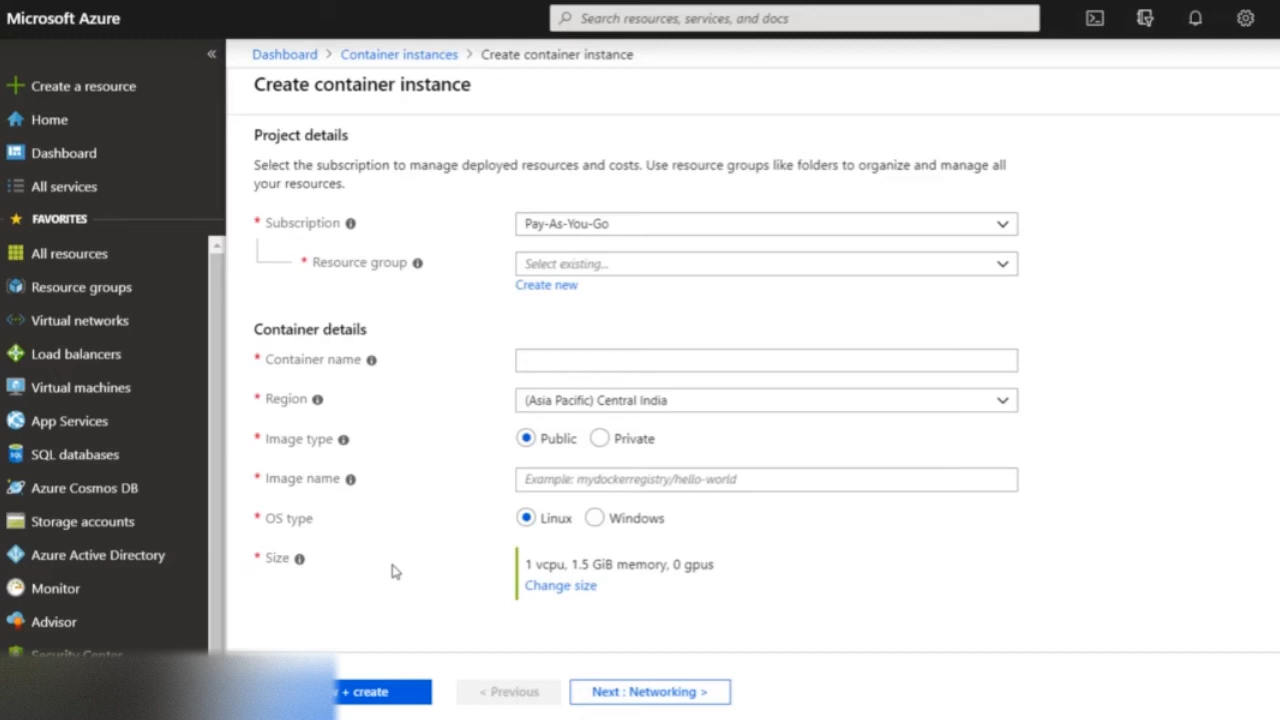 Microsoft Azure
Search resources, services, and docs
«
Dashboard > Container instances > Create container instance
Create a resource
Home
Dashboard
All services
FAVORITES
All resources
Resource groups
Virtual networks
Load balancers
Virtual machines
App Services
SQL databases
Azure Cosmos DB
Storage accounts
Azure Active Directory
Monitor
Advisor
Security Center
Create container instance
Project details
Select the subscription to manage deployed resources and costs. Use resource groups like folders to organize and manage all
your resources.
* Subscription
Pay-As-You-Go
* Resource group
Select existing...
Create new
Container details
* Container name
* Region
(Asia Pacific) Central India
* Image type
Public Private
* Image name
Example: mydockerregistry/hello-world
* OS type
Linux Windows
* Size
1 vcpu, 1.5 GiB memory, 0 gpus
Change size
+ create
< Previous
Next : Networking >